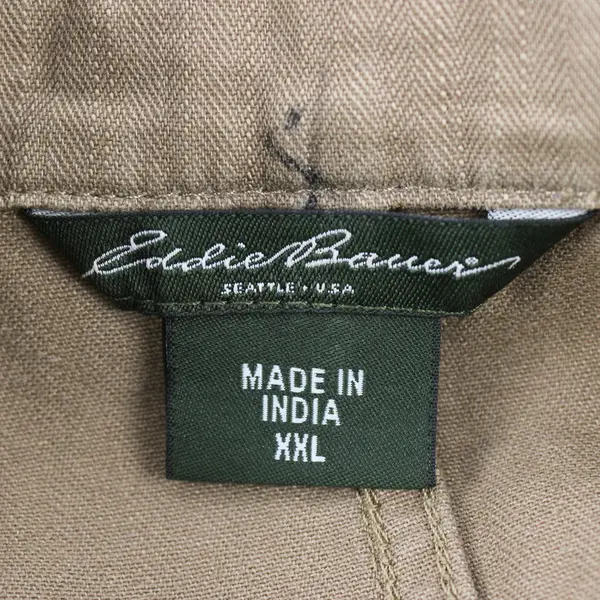 Eddie Bauer®
SEATTLE • U.S.A.
MADE IN
INDIA
XXL